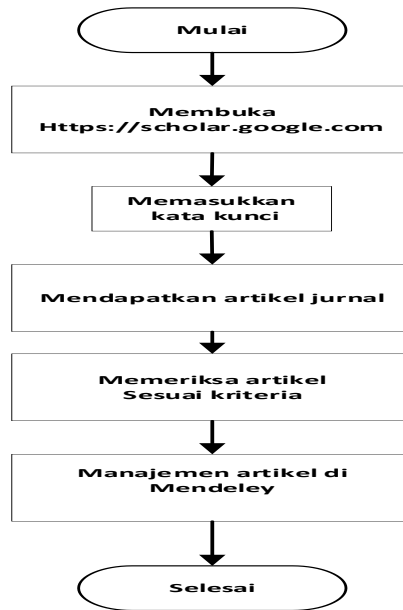 Mulai
Membuka
Https://scholar.google.com
Memasukkan
kata kunci
Mendapatkan artikel jurnal
Memeriksa artikel
Sesuai kriteria
Manajemen artikel di
Mendeley
Selesai